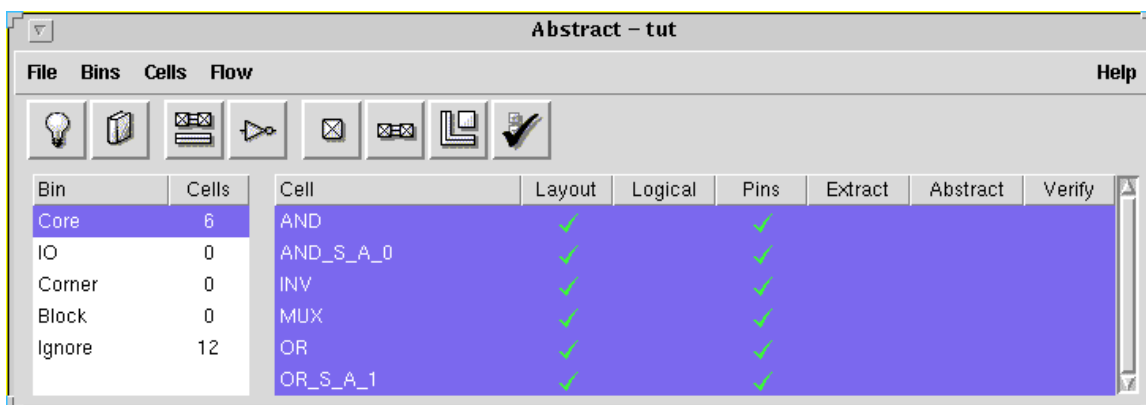 Abstract – tut
File Bins Cells Flow Help
Bin Cells Cell Layout Logical Pins Extract Abstract Verify
Core 6 AND
IO 0 AND_S_A_0
Corner 0 INV
Block 0 MUX
Ignore 12 OR
OR_S_A_1